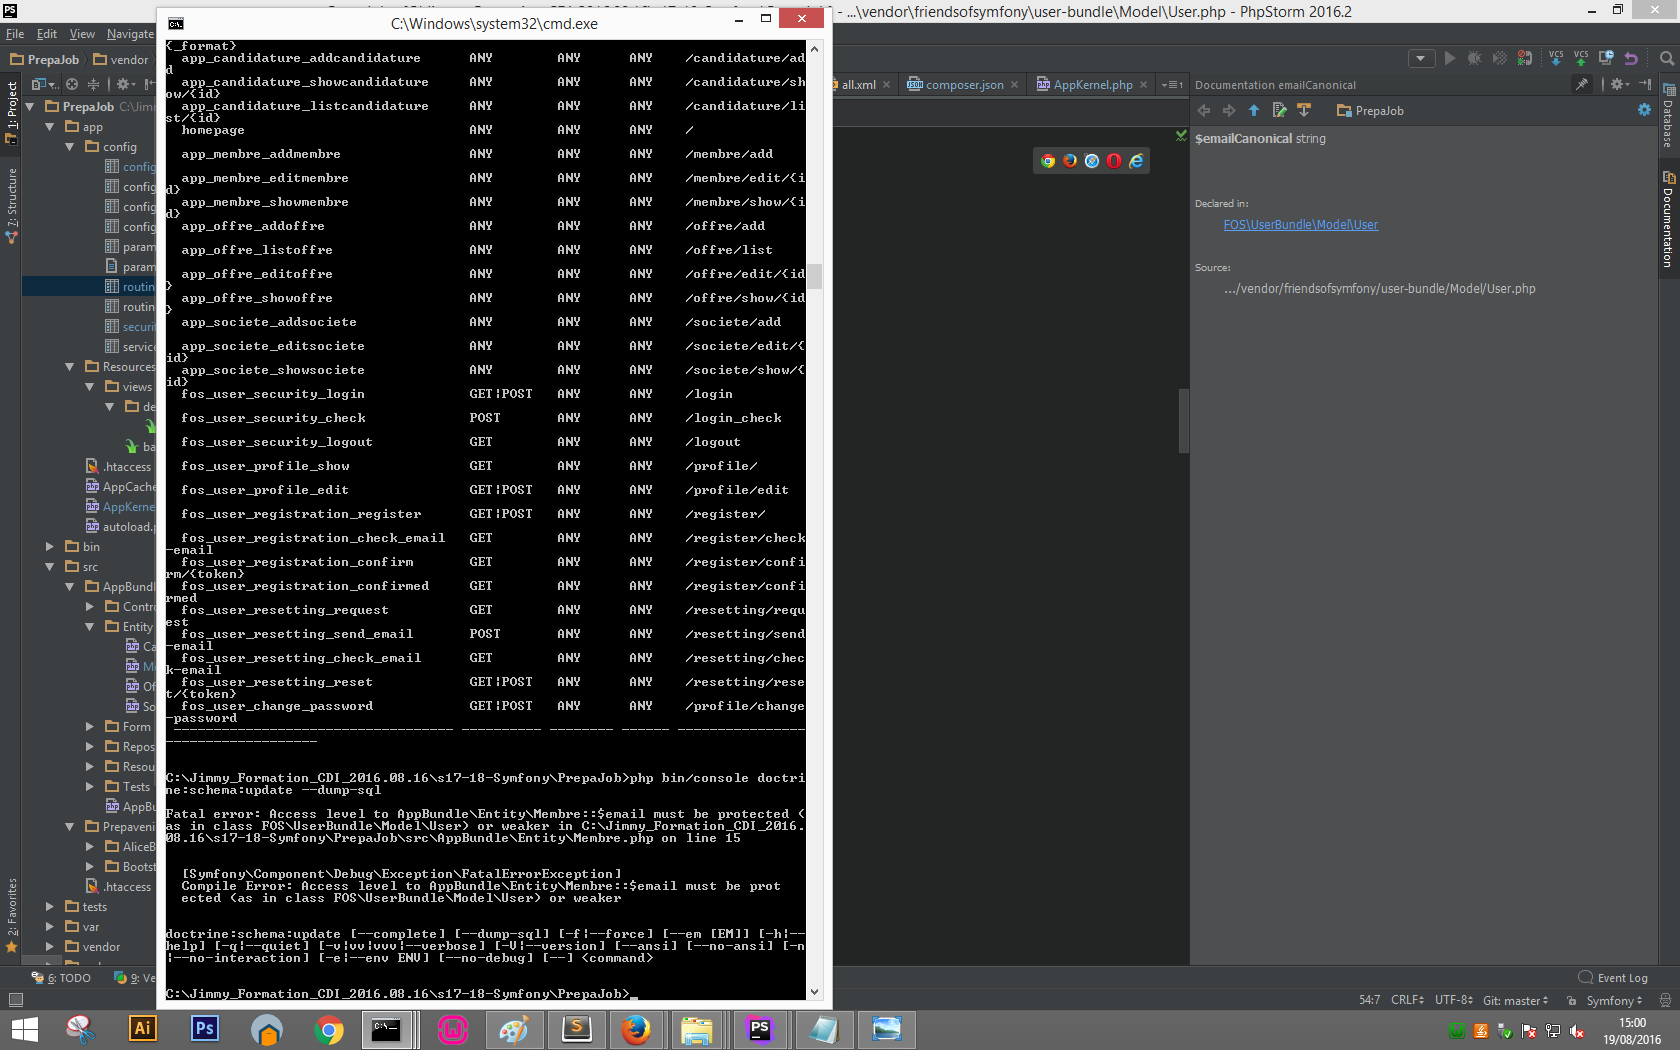 C:\Windows\system32\cmd.exe
- ...\vendor\friendsofsymfony\user-bundle\Model\User.php - PhpStorm 2016.2
File Edit View Navigate
PrepaJob vendor
all.xml composer.json AppKernel.php
Documentation emailCanonical
PrepaJob
$emailCanonical string
Declared in:
FOS\UserBundle\Model\User
Source:
.../vendor/friendsofsymfony/user-bundle/Model/User.php
1: Project
7: Structure
2: Favorites
Database
Documentation
PrepaJob C:\Jimm
app
config
config
config
config
config
param
param
routin
routin
securit
service
Resources
views
de
ba
.htaccess
AppCache
AppKerne
autoload.p
bin
src
AppBundl
Contro
Entity
Ca
Me
Of
So
Form
Repos
Resou
Tests
AppBu
Prepaveni
AliceB
Bootst
.htaccess
tests
var
vendor
{_format}
app_candidature_addcandidature ANY ANY ANY /candidature/ad
d
app_candidature_showcandidature ANY ANY ANY /candidature/sh
ow/{id}
app_candidature_listcandidature ANY ANY ANY /candidature/li
st/{id}
homepage ANY ANY ANY /
app_membre_addmembre ANY ANY ANY /membre/add
app_membre_editmembre ANY ANY ANY /membre/edit/{i
d}
app_membre_showmembre ANY ANY ANY /membre/show/{i
d}
app_offre_addoffre ANY ANY ANY /offre/add
app_offre_listoffre ANY ANY ANY /offre/list
app_offre_editoffre ANY ANY ANY /offre/edit/{id
}
app_offre_showoffre ANY ANY ANY /offre/show/{id
}
app_societe_addsociete ANY ANY ANY /societe/add
app_societe_editsociete ANY ANY ANY /societe/edit/{
id}
app_societe_showsociete ANY ANY ANY /societe/show/{
id}
fos_user_security_login GET|POST ANY ANY /login
fos_user_security_check POST ANY ANY /login_check
fos_user_security_logout GET ANY ANY /logout
fos_user_profile_show GET ANY ANY /profile/
fos_user_profile_edit GET|POST ANY ANY /profile/edit
fos_user_registration_register GET|POST ANY ANY /register/
fos_user_registration_check_email GET ANY ANY /register/check
-email
fos_user_registration_confirm GET ANY ANY /register/confi
rm/{token}
fos_user_registration_confirmed GET ANY ANY /register/confi
rmed
fos_user_resetting_request GET ANY ANY /resetting/requ
est
fos_user_resetting_send_email POST ANY ANY /resetting/send
-email
fos_user_resetting_check_email GET ANY ANY /resetting/chec
k-email
fos_user_resetting_reset GET|POST ANY ANY /resetting/rese
t/{token}
fos_user_change_password GET|POST ANY ANY /profile/change
-password
C:\Jimmy_Formation_CDI_2016.08.16\s17-18-Symfony\PrepaJob>php bin/console doctri
ne:schema:update --dump-sql
Fatal error: Access level to AppBundle\Entity\Membre::$email must be protected (
as in class FOS\UserBundle\Model\User) or weaker in C:\Jimmy_Formation_CDI_2016.
08.16\s17-18-Symfony\PrepaJob\src\AppBundle\Entity\Membre.php on line 15
[Symfony\Component\Debug\Exception\FatalErrorException]
Compile Error: Access level to AppBundle\Entity\Membre::$email must be prot
ected (as in class FOS\UserBundle\Model\User) or weaker
doctrine:schema:update [--complete] [--dump-sql] [-f|--force] [--em [EM]] [-h|--
help] [-q|--quiet] [-v|vv|vvv|--verbose] [-V|--version] [--ansi] [--no-ansi] [-n
|--no-interaction] [-e|--env ENV] [--no-debug] [--] <command>
C:\Jimmy_Formation_CDI_2016.08.16\s17-18-Symfony\PrepaJob>_
6: TODO 9: Ve
Event Log
54:7 CRLF UTF-8 Git: master Symfony
15:00
19/08/2016